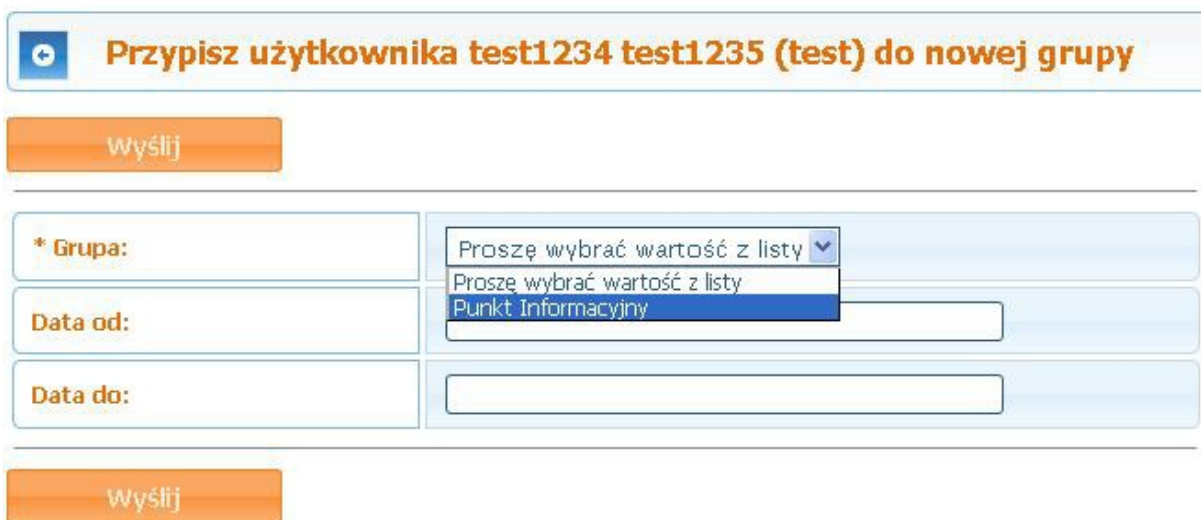 Przypisz użytkownika test1234 test1235 (test) do nowej grupy
Wyślij
* Grupa:
Proszę wybrać wartość z listy
Proszę wybrać wartość z listy
Punkt Informacyjny
Data od:
Data do:
Wyślij